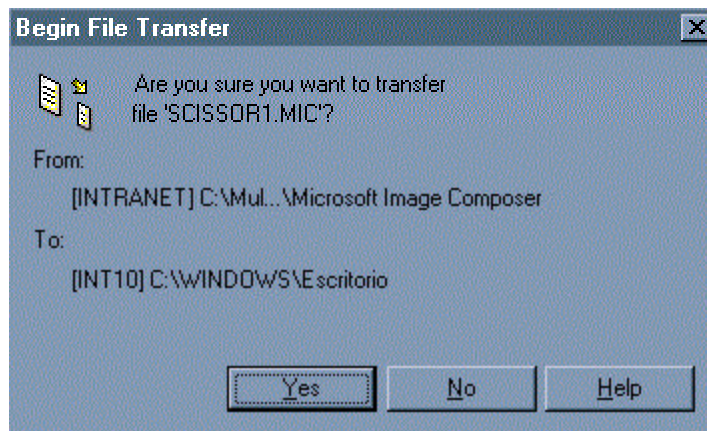 Begin File Transfer
Are you sure you want to transfer
file 'SCISSOR1.MIC'?
From:
[INTRANET] C:\Mul...\Microsoft Image Composer
To:
[INT10] C:\WINDOWS\Escritorio
Yes
No
Help